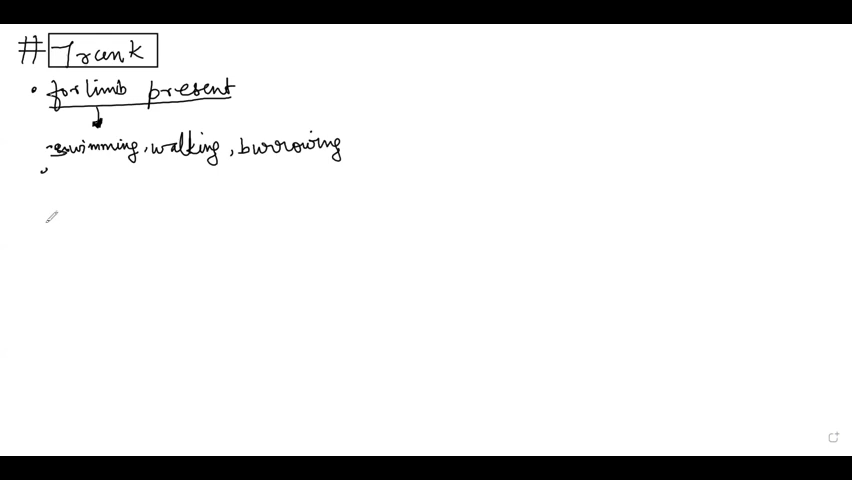 # Trunk
• forlimb present
- swimming, walking, burrowing